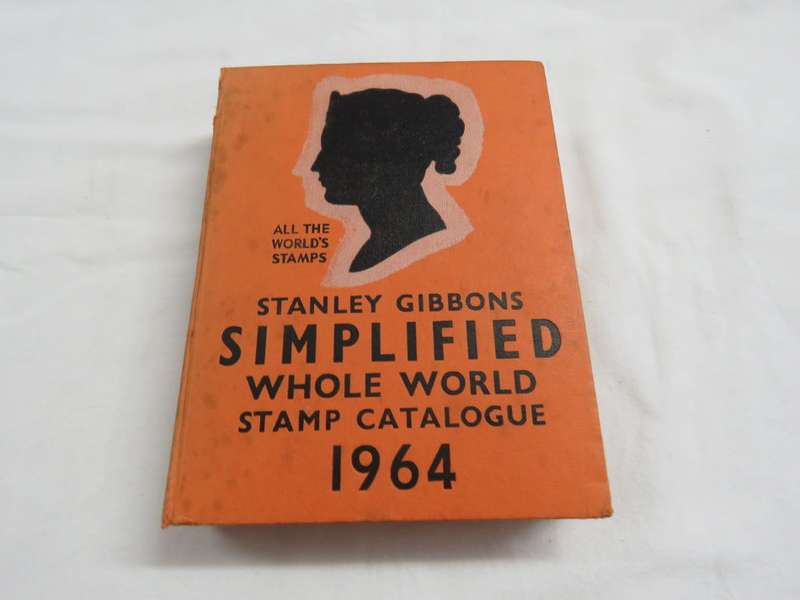 ALL THE
WORLD'S
STAMPS
STANLEY GIBBONS
SIMPLIFIED
WHOLE WORLD
STAMP CATALOGUE
1964